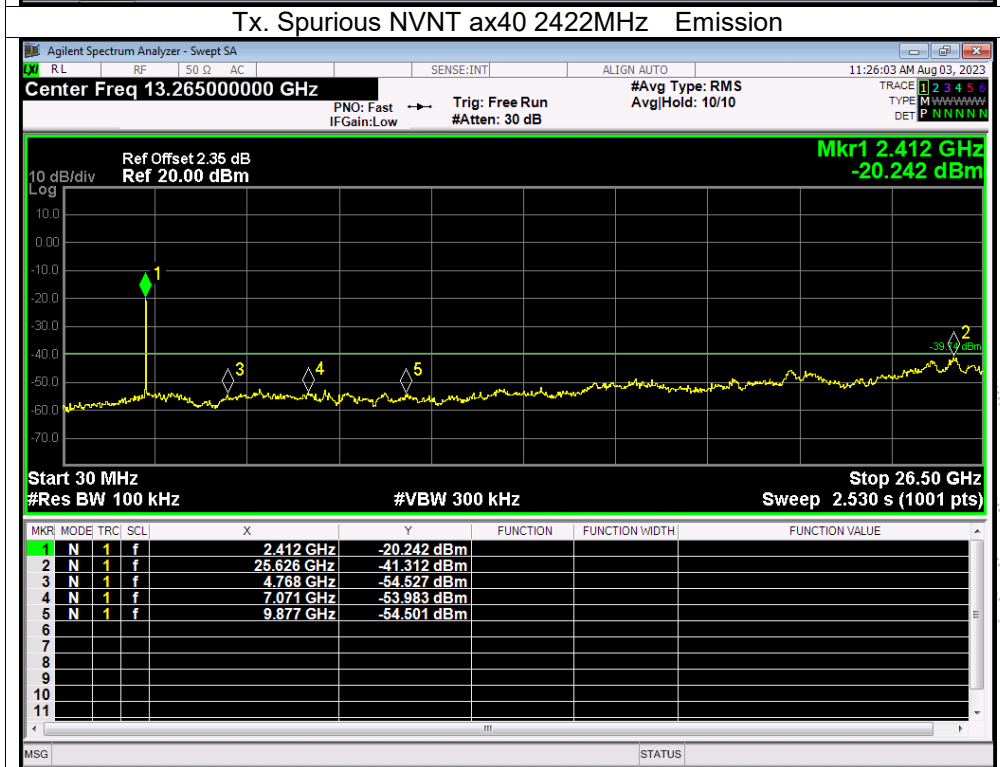 Tx. Spurious NVNT ax40 2422MHz Emission
Agilent Spectrum Analyzer - Swept SA
LXI RL RF 50 Ω AC SENSE:INT ALIGN AUTO 11:26:03 AM Aug 03, 2023
Center Freq 13.265000000 GHz #Avg Type: RMS TRACE 1 2 3 4 5 6
PNO: Fast Trig: Free Run Avg|Hold: 10/10 TYPE M WWWWW
IFGain:Low #Atten: 30 dB DET P N N N N N
Mkr1 2.412 GHz
-20.242 dBm
Ref Offset 2.35 dB
10 dB/div Ref 20.00 dBm
Log
10.0
0.00
-10.0
1
-20.0
-30.0
2
-39.24 dBm
-40.0
3 4 5
-50.0
-60.0
-70.0
Start 30 MHz Stop 26.50 GHz
#Res BW 100 kHz #VBW 300 kHz Sweep 2.530 s (1001 pts)
MKR MODE TRC SCL X Y FUNCTION FUNCTION WIDTH FUNCTION VALUE
1 N 1 f 2.412 GHz -20.242 dBm
2 N 1 f 25.626 GHz -41.312 dBm
3 N 1 f 4.768 GHz -54.527 dBm
4 N 1 f 7.071 GHz -53.983 dBm
5 N 1 f 9.877 GHz -54.501 dBm
6
7
8
9
10
11
MSG STATUS